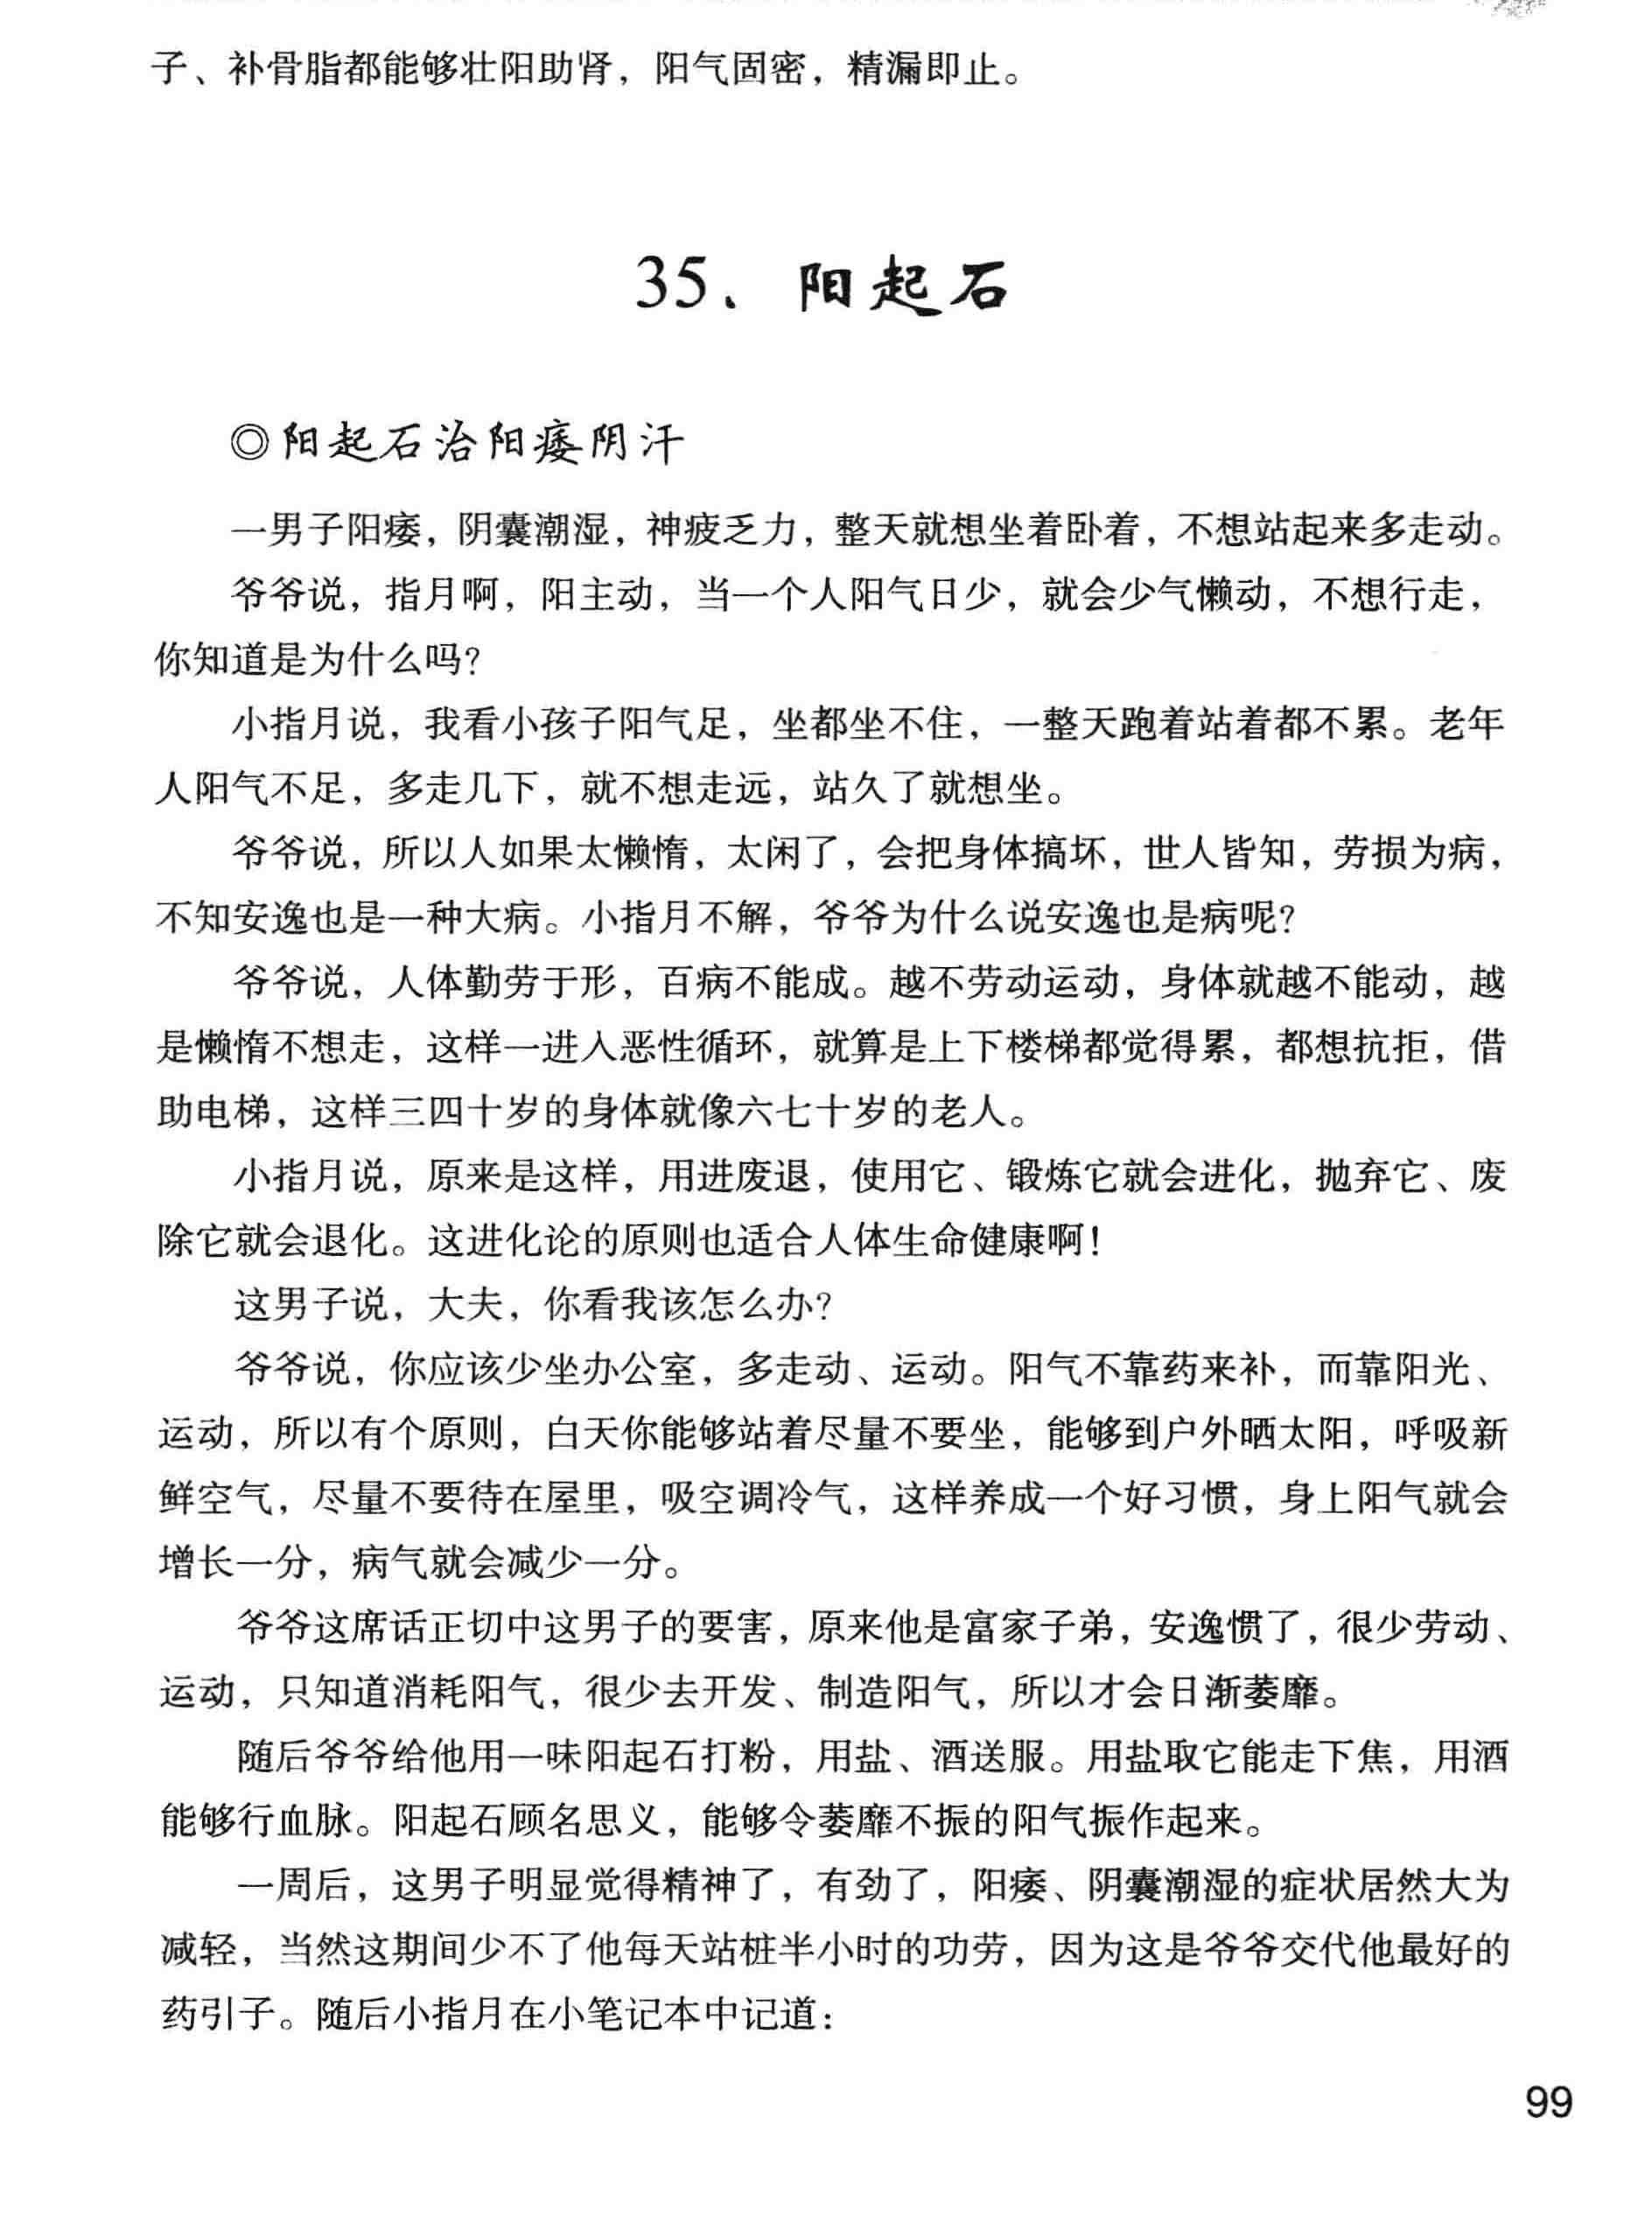 子、补骨脂都能够壮阳助肾，阳气固密，精漏即止。
35、阳起石
◎阳起石治阳痿阴汗
一男子阳痿，阴囊潮湿，神疲乏力，整天就想坐着卧着，不想站起来多走动。
爷爷说，指月啊，阳主动，当一个人阳气日少，就会少气懒动，不想行走，
你知道是为什么吗？
小指月说，我看小孩子阳气足，坐都坐不住，一整天跑着站着都不累。老年
人阳气不足，多走几下，就不想走远，站久了就想坐。
爷爷说，所以人如果太懒惰，太闲了，会把身体搞坏，世人皆知，劳损为病，
不知安逸也是一种大病。小指月不解，爷爷为什么说安逸也是病呢？
爷爷说，人体勤劳于形，百病不能成。越不劳动运动，身体就越不能动，越
是懒惰不想走，这样一进入恶性循环，就算是上下楼梯都觉得累，都想抗拒，借
助电梯，这样三四十岁的身体就像六七十岁的老人。
小指月说，原来是这样，用进废退，使用它、锻炼它就会进化，抛弃它、废
除它就会退化。这进化论的原则也适合人体生命健康啊！
这男子说，大夫，你看我该怎么办？
爷爷说，你应该少坐办公室，多走动、运动。阳气不靠药来补，而靠阳光、
运动，所以有个原则，白天你能够站着尽量不要坐，能够到户外晒太阳，呼吸新
鲜空气，尽量不要待在屋里，吸空调冷气，这样养成一个好习惯，身上阳气就会
增长一分，病气就会减少一分。
爷爷这席话正切中这男子的要害，原来他是富家子弟，安逸惯了，很少劳动、
运动，只知道消耗阳气，很少去开发、制造阳气，所以才会日渐萎靡。
随后爷爷给他用一味阳起石打粉，用盐、酒送服。用盐取它能走下焦，用酒
能够行血脉。阳起石顾名思义，能够令萎靡不振的阳气振作起来。
一周后，这男子明显觉得精神了，有劲了，阳痿、阴囊潮湿的症状居然大为
减轻，当然这期间少不了他每天站桩半小时的功劳，因为这是爷爷交代他最好的
药引子。随后小指月在小笔记本中记道：
99